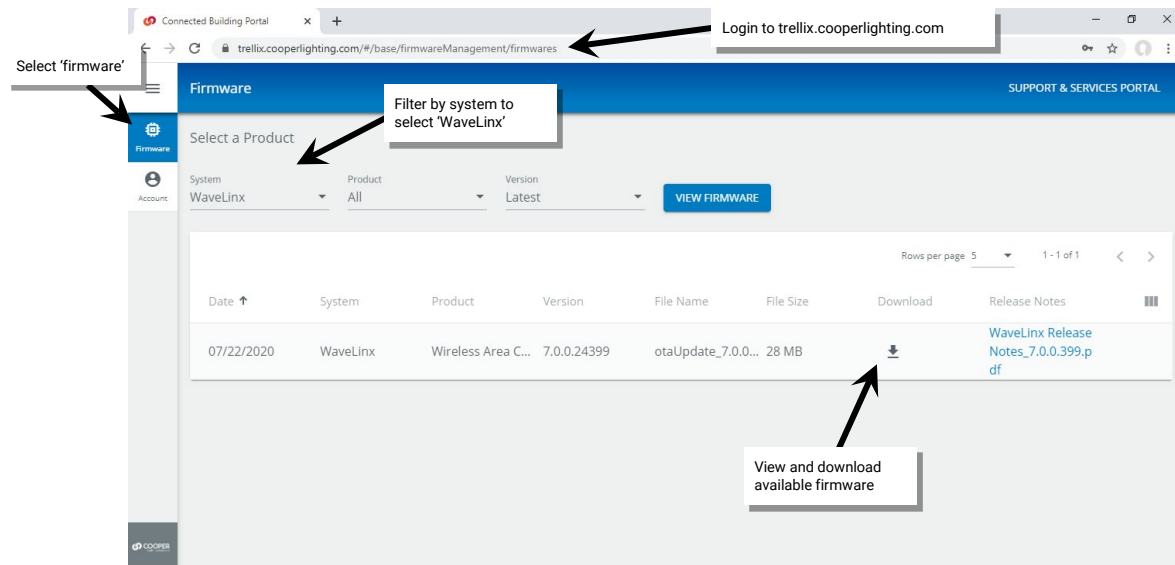 Connected Building Portal
Login to trellix.cooperlighting.com
trellix.cooperlighting.com/#/base/firmwareManagement/firmwares
Select ‘firmware’
Firmware
SUPPORT & SERVICES PORTAL
Filter by system to
select ‘WaveLinx’
Firmware
Select a Product
Account
System
Product
Version
WaveLinx
All
Latest
VIEW FIRMWARE
Rows per page 5
1 - 1 of 1
Date
System
Product
Version
File Name
File Size
Download
Release Notes
07/22/2020
WaveLinx
Wireless Area C...
7.0.0.24399
otaUpdate_7.0.0...
28 MB
WaveLinx Release
Notes_7.0.0.399.p
df
View and download
available firmware
COOPER